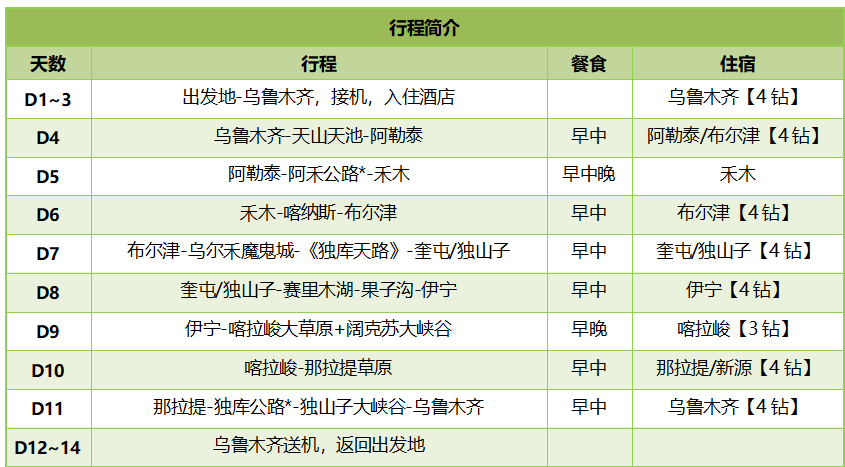 行程简介
天数 行程 餐食 住宿
D1~3 出发地-乌鲁木齐，接机，入住酒店 乌鲁木齐【4钻】
D4 乌鲁木齐-天山天池-阿勒泰 早中 阿勒泰/布尔津【4钻】
D5 阿勒泰-阿禾公路*-禾木 早中晚 禾木
D6 禾木-喀纳斯-布尔津 早中 布尔津【4钻】
D7 布尔津-乌尔禾魔鬼城-《独库天路》-奎屯/独山子 早中 奎屯/独山子【4钻】
D8 奎屯/独山子-赛里木湖-果子沟-伊宁 早中 伊宁【4钻】
D9 伊宁-喀拉峻大草原+阔克苏大峡谷 早晚 喀拉峻【3钻】
D10 喀拉峻-那拉提草原 早中 那拉提/新源【4钻】
D11 那拉提-独库公路*-独山子大峡谷-乌鲁木齐 早中 乌鲁木齐【4钻】
D12~14 乌鲁木齐送机，返回出发地